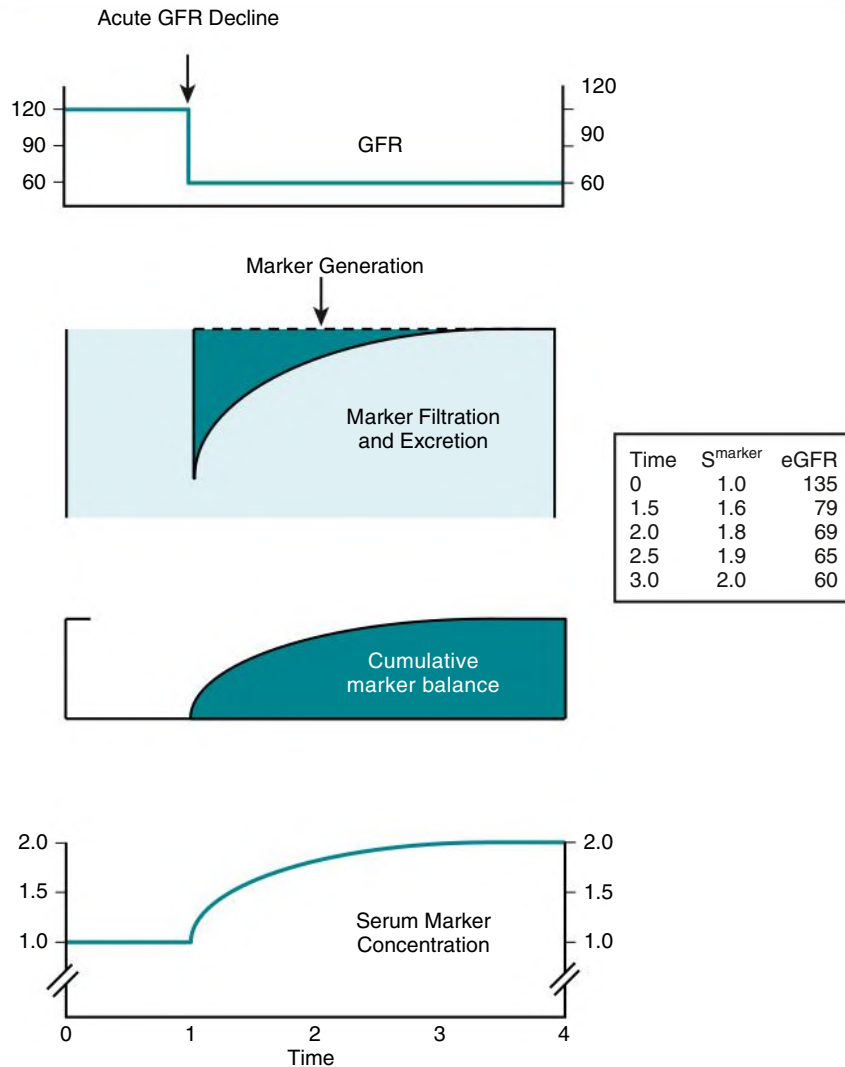 Acute GFR Decline
120
90
60
GFR
120
90
60
Marker Generation
Marker Filtration
and Excretion
Time S^marker eGFR
0 1.0 135
1.5 1.6 79
2.0 1.8 69
2.5 1.9 65
3.0 2.0 60
Cumulative
marker balance
2.0
1.5
1.0
Serum Marker
Concentration
2.0
1.5
1.0
0 1 2 3 4
Time